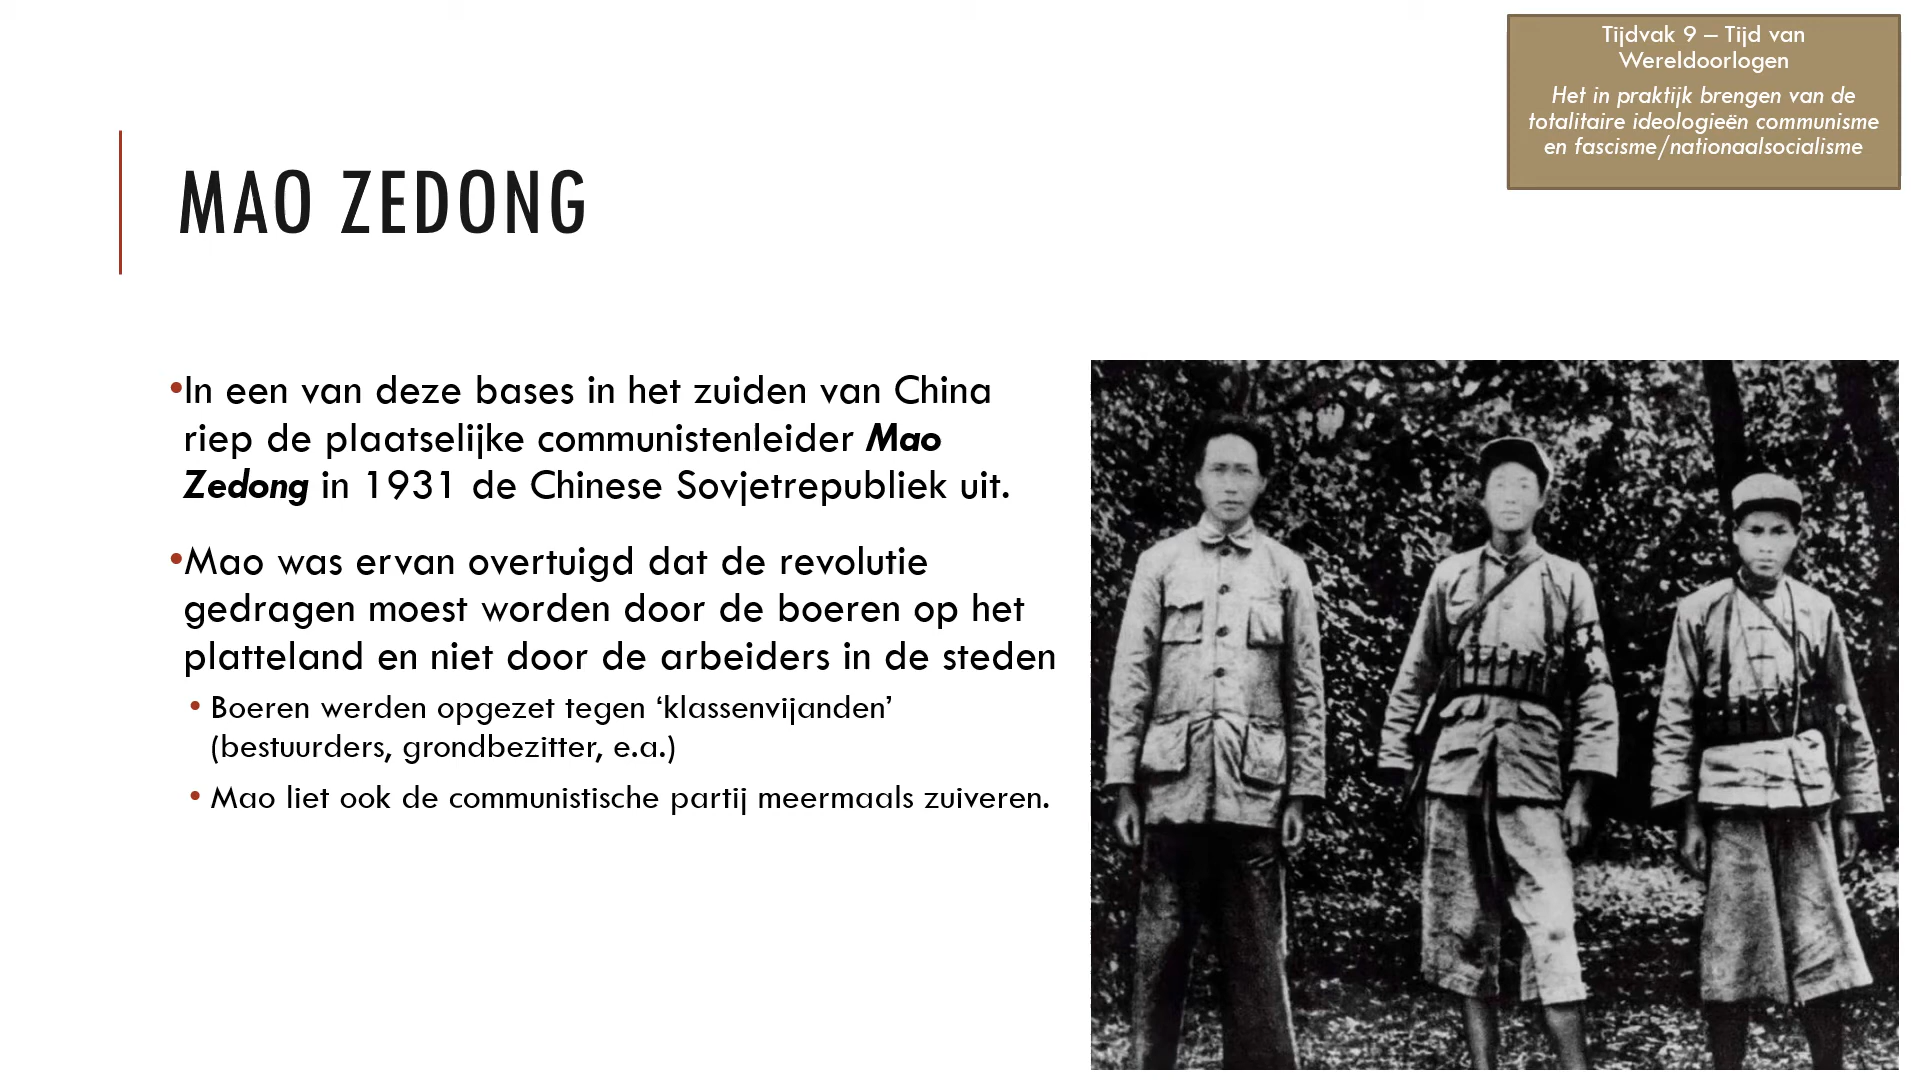 Tijdvak 9 – Tijd van
Wereldoorlogen
Het in praktijk brengen van de
totalitaire ideologieën communisme
en fascisme/nationaalsocialisme
MAO ZEDONG
•In een van deze bases in het zuiden van China
riep de plaatselijke communistenleider Mao
Zedong in 1931 de Chinese Sovjetrepubliek uit.
•Mao was ervan overtuigd dat de revolutie
gedragen moest worden door de boeren op het
platteland en niet door de arbeiders in de steden
• Boeren werden opgezet tegen ‘klassenvijanden’
(bestuurders, grondbezitter, e.a.)
• Mao liet ook de communistische partij meermaals zuiveren.